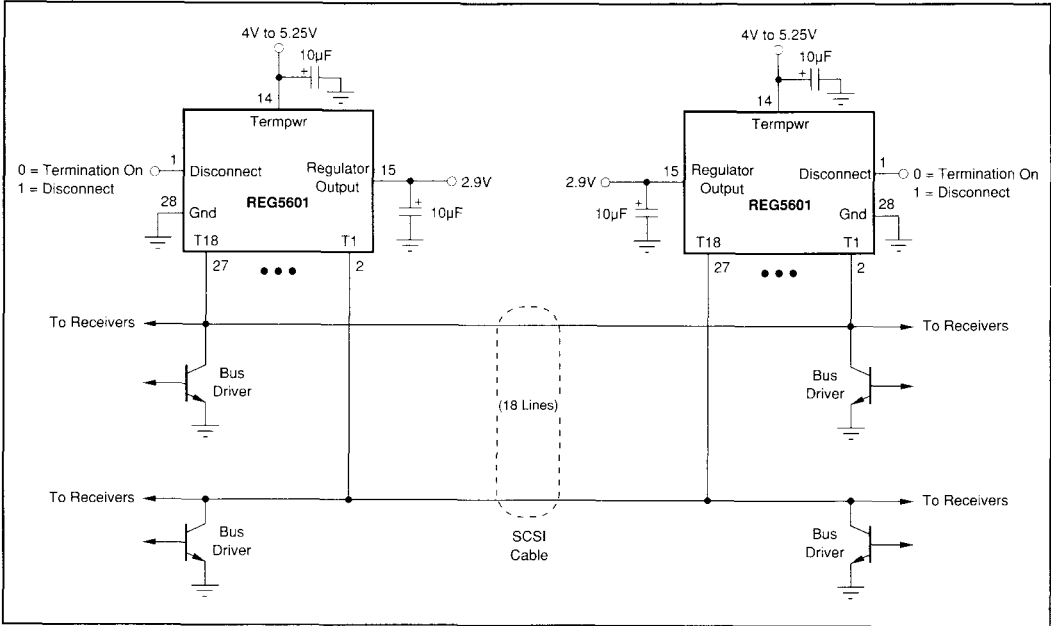 4V to 5.25V
10µF
+
14
Termpwr
0 = Termination On
1 = Disconnect
1
Disconnect
Regulator
Output
15
2.9V
REG5601
+
10µF
28
Gnd
T18
T1
27
2
4V to 5.25V
10µF
+
14
Termpwr
2.9V
15
Regulator
Output
Disconnect
1
0 = Termination On
1 = Disconnect
REG5601
+
10µF
28
Gnd
T18
T1
27
2
To Receivers
To Receivers
Bus
Driver
(18 Lines)
Bus
Driver
To Receivers
To Receivers
Bus
Driver
SCSI
Cable
Bus
Driver